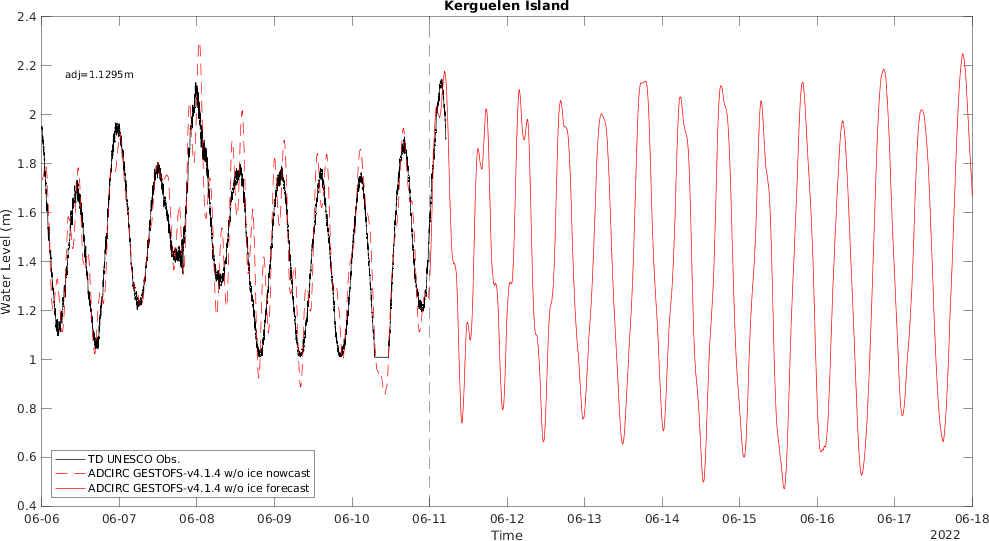 Kerguelen Island
adj=1.1295m
Water Level (m)
2.4
2.2
2
1.8
1.6
1.4
1.2
1
0.8
0.6
0.4
TD UNESCO Obs.
ADCIRC GESTOFS-v4.1.4 w/o ice nowcast
ADCIRC GESTOFS-v4.1.4 w/o ice forecast
06-06 06-07 06-08 06-09 06-10 06-11 06-12 06-13 06-14 06-15 06-16 06-17 06-18
Time
2022